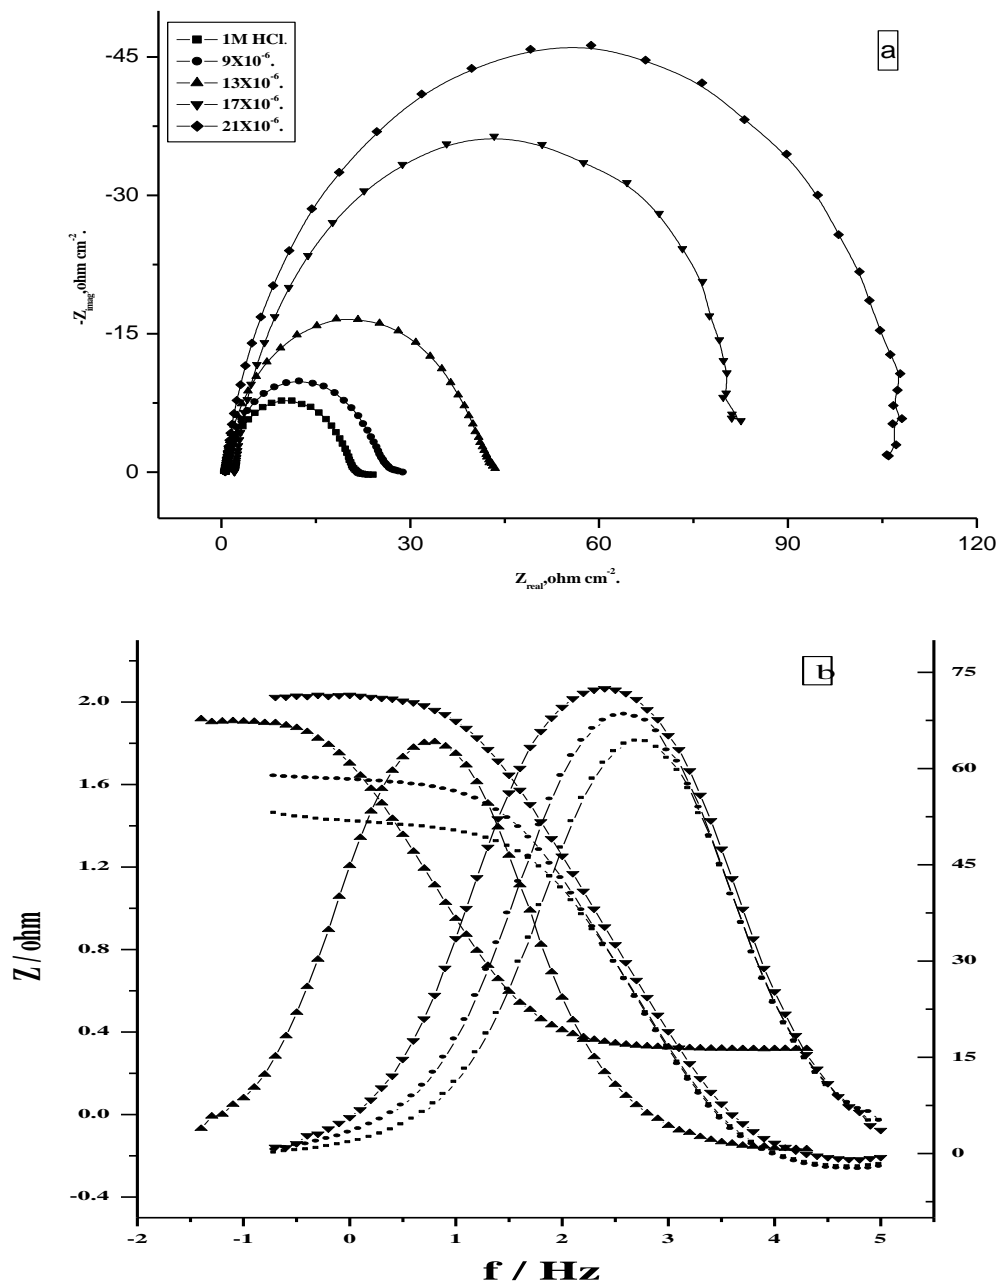 a
1M HCl.
9X10⁻⁶.
13X10⁻⁶.
17X10⁻⁶.
21X10⁻⁶.
-45
-30
-15
0
-Zimag,ohm cm⁻².
0 30 60 90 120
Zreal,ohm cm⁻².
b
2.0
1.6
1.2
0.8
0.4
0.0
-0.4
Z / ohm
75
60
45
30
15
0
-2 -1 0 1 2 3 4 5
f / Hz